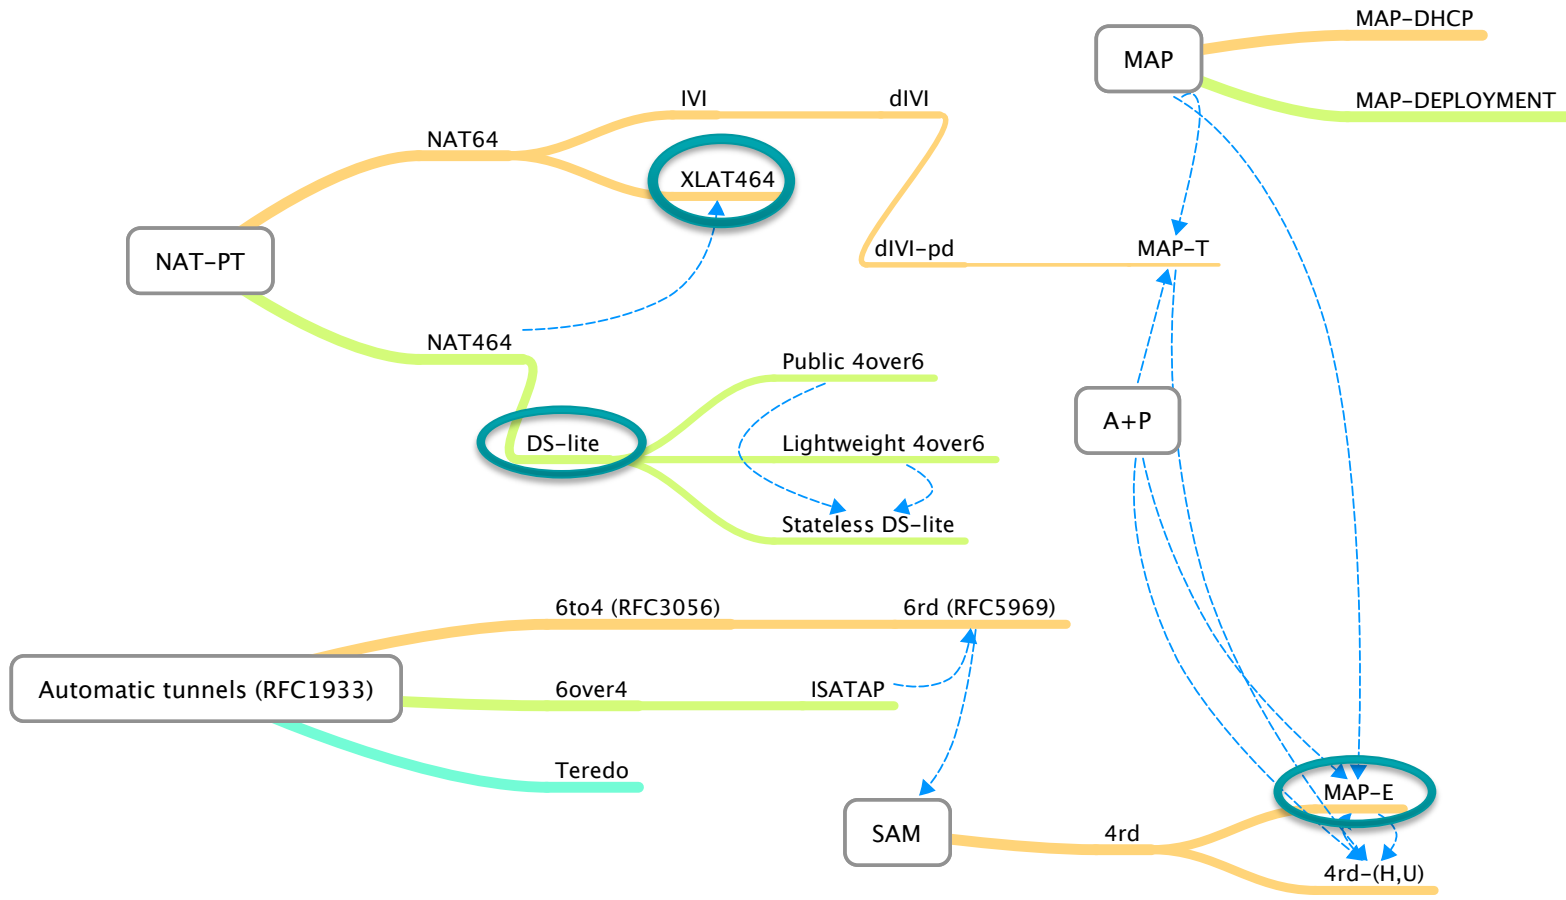 MAP-DHCP
MAP
MAP-DEPLOYMENT
IVI
dIVI
NAT64
XLAT464
NAT-PT
dIVI-pd
MAP-T
NAT464
Public 4over6
A+P
DS-lite
Lightweight 4over6
Stateless DS-lite
6to4 (RFC3056)
6rd (RFC5969)
Automatic tunnels (RFC1933)
6over4
ISATAP
Teredo
MAP-E
SAM
4rd
4rd-(H,U)